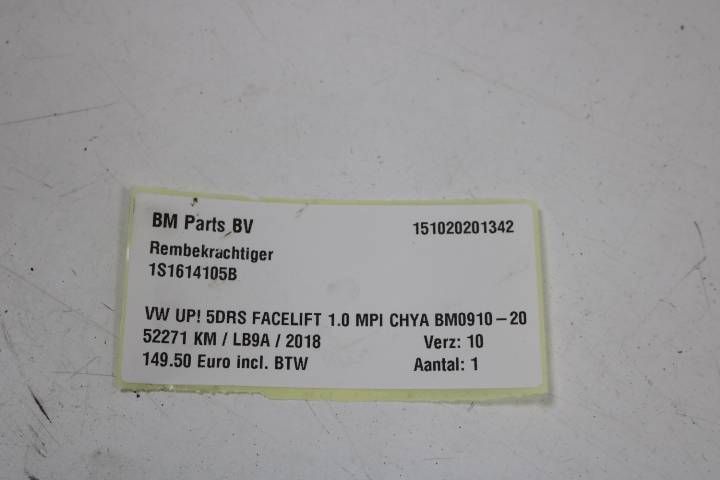 BM Parts BV 151020201342
Rembekrachtiger
1S1614105B
VW UP! 5DRS FACELIFT 1.0 MPI CHYA BM0910-20
52271 KM / LB9A / 2018 Verz: 10
149.50 Euro incl. BTW Aantal: 1